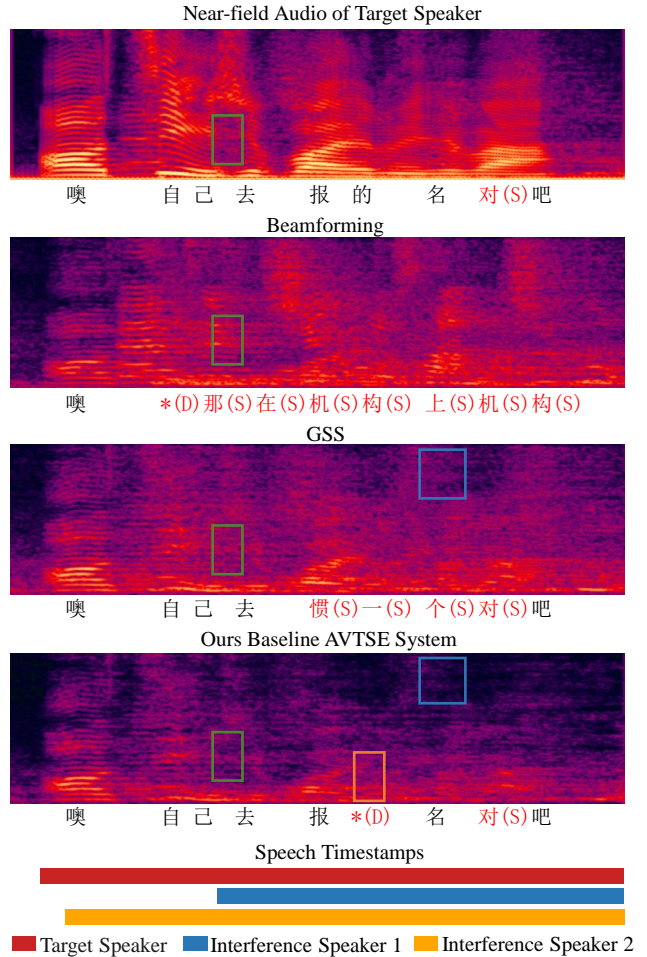 Near-field Audio of Target Speaker
噢 自己 去 报 的 名 对(S)吧
Beamforming
噢 *(D)那(S)在(S)机(S)构(S) 上(S)机(S)构(S)
GSS
噢 自己 去 惯(S)一(S) 个(S)对(S)吧
Ours Baseline AVTSE System
噢 自己 去 报 *(D) 名 对(S)吧
Speech Timestamps
Target Speaker Interference Speaker 1 Interference Speaker 2